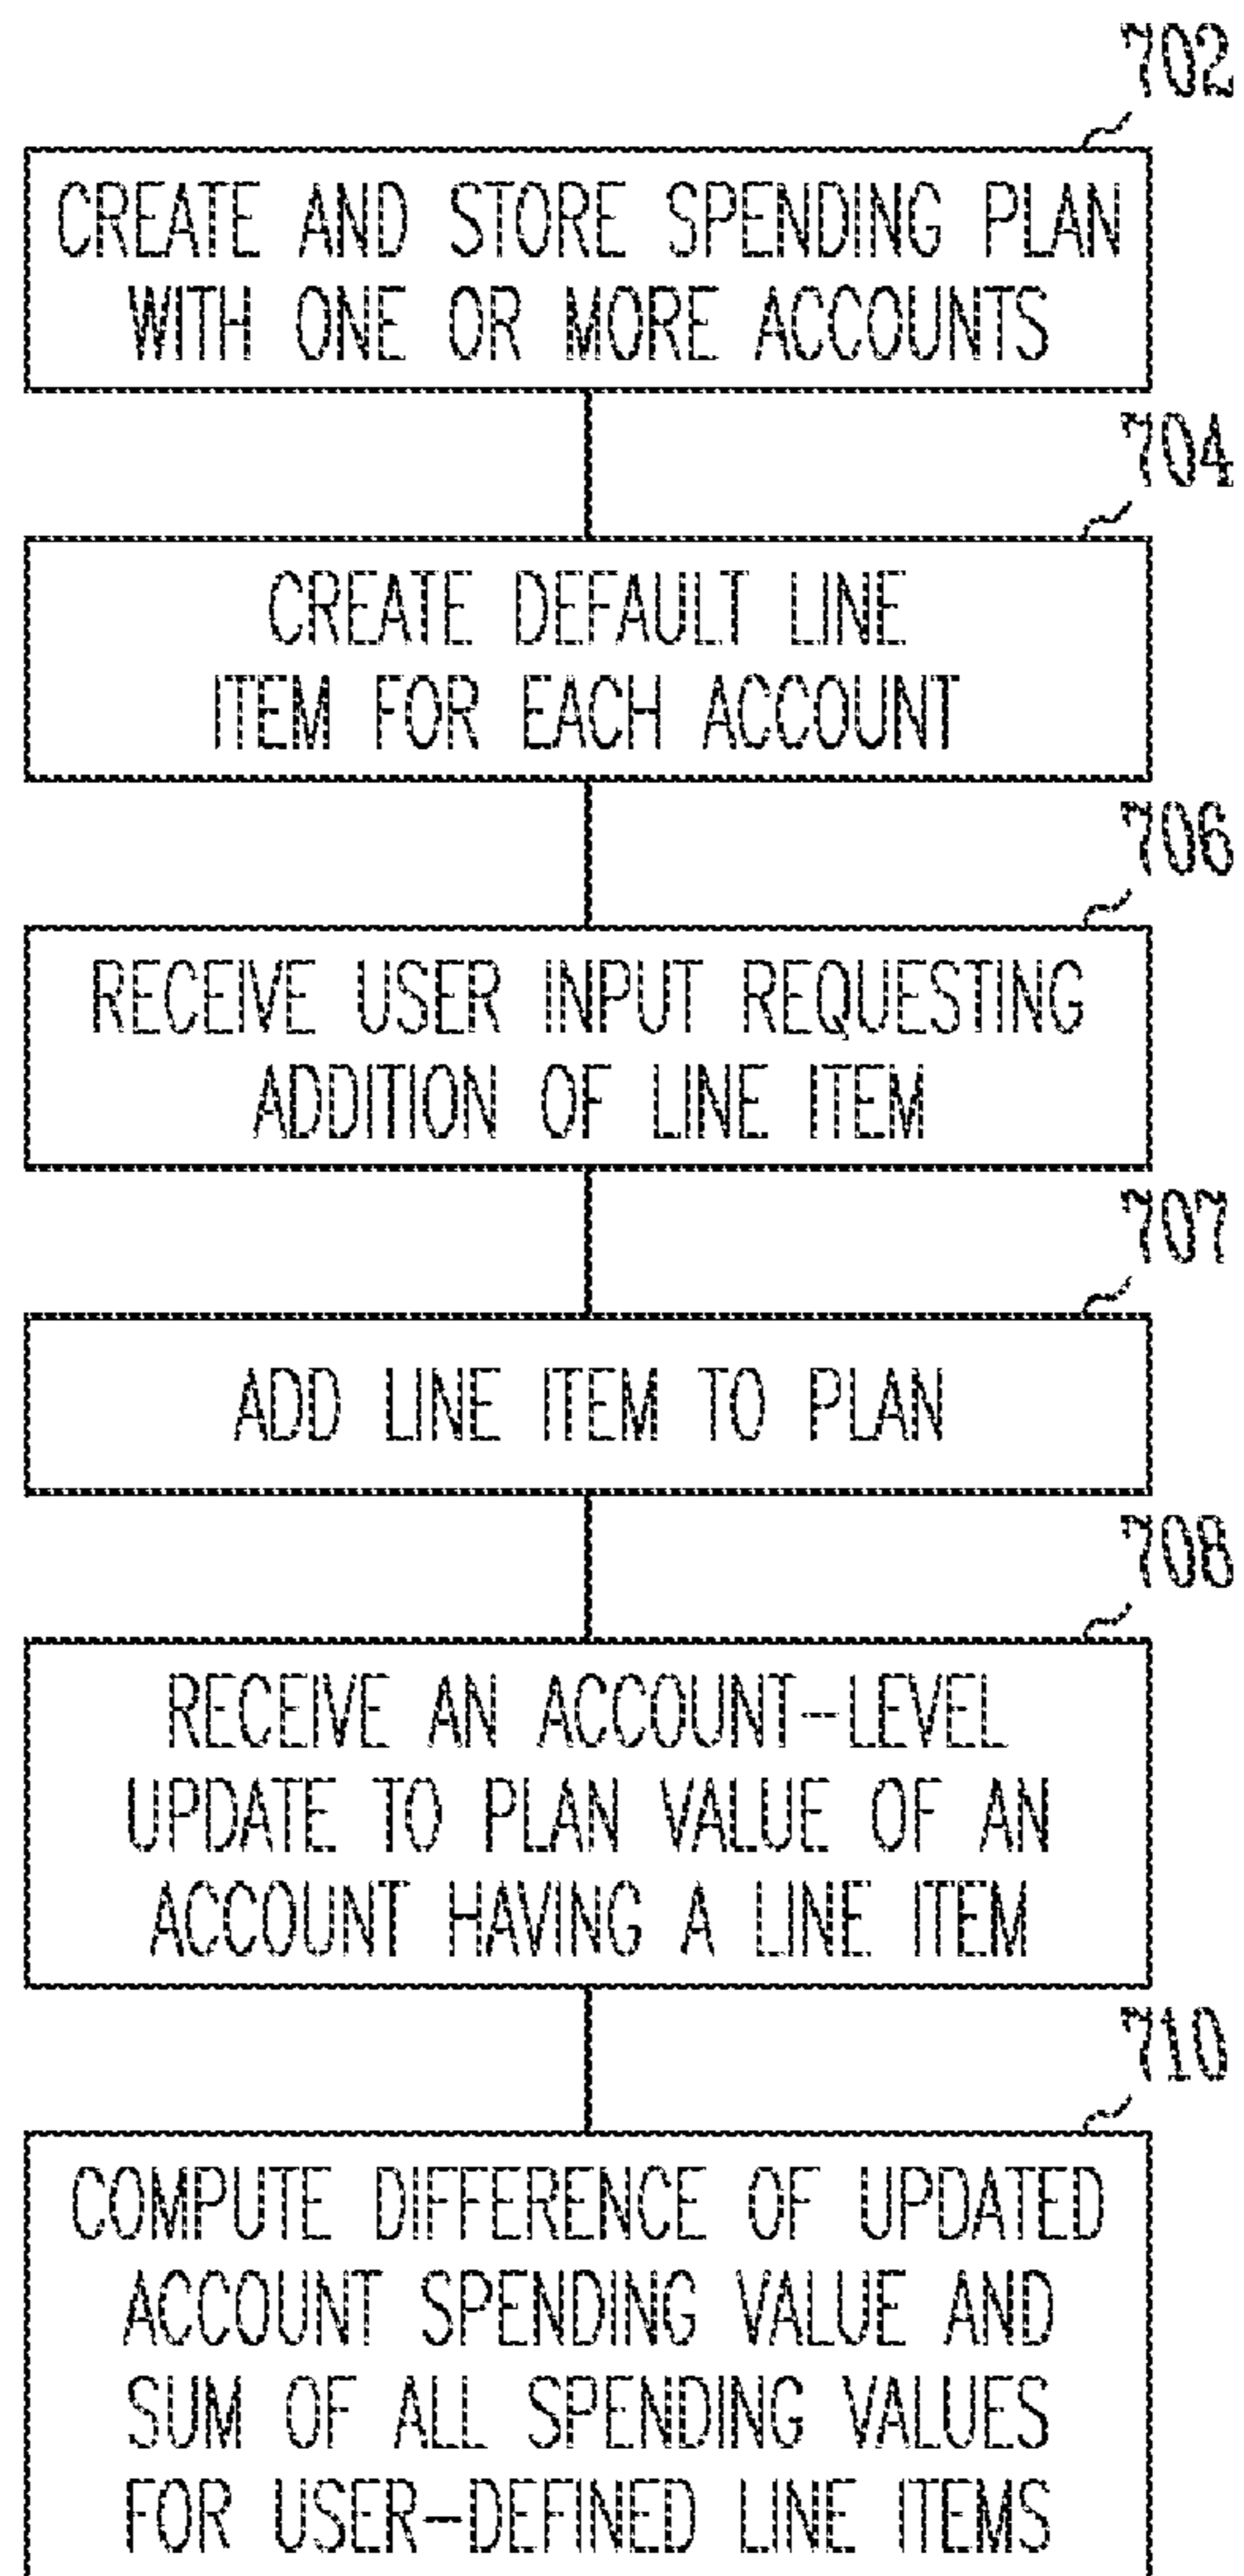 702
CREATE AND STORE SPENDING PLAN
WITH ONE OR MORE ACCOUNTS
704
CREATE DEFAULT LINE
ITEM FOR EACH ACCOUNT
706
RECEIVE USER INPUT REQUESTING
ADDITION OF LINE ITEM
707
ADD LINE ITEM TO PLAN
708
RECEIVE AN ACCOUNT-LEVEL
UPDATE TO PLAN VALUE OF AN
ACCOUNT HAVING A LINE ITEM
710
COMPUTE DIFFERENCE OF UPDATED
ACCOUNT SPENDING VALUE AND
SUM OF ALL SPENDING VALUES
FOR USER-DEFINED LINE ITEMS